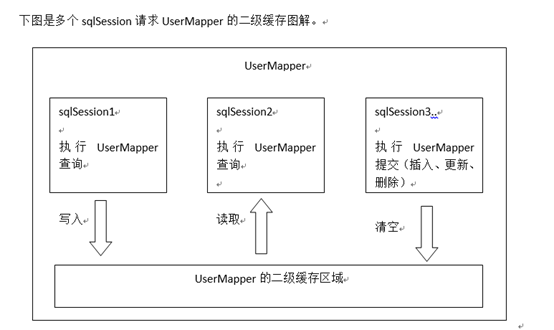 下图是多个 sqlSession 请求 UserMapper 的二级缓存图解。
UserMapper
sqlSession1
执行 UserMapper
查询
sqlSession2
执行 UserMapper
查询
sqlSession3..
执行 UserMapper
提交（插入、更新、
删除）
写入
读取
清空
UserMapper 的二级缓存区域